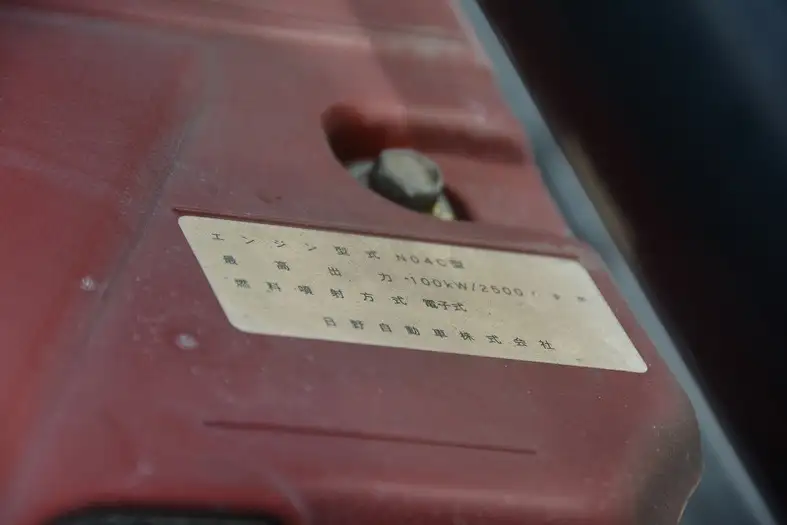 エンジン型式 N04C型
最高出力 100kW/2500
燃料噴射方式 電子式
日野自動車株式会社